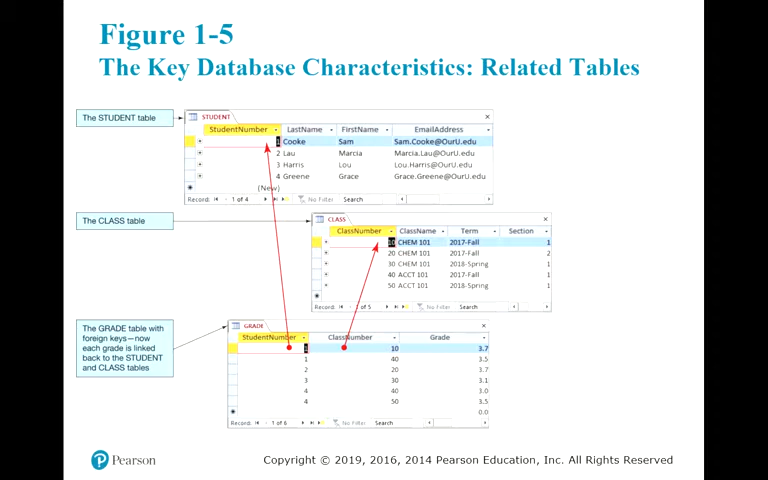 Figure 1-5
The Key Database Characteristics: Related Tables
The STUDENT table
STUDENT
StudentNumber LastName FirstName EmailAddress
1 Cooke Sam Sam.Cooke@OurU.edu
2 Lau Marcia Marcia.Lau@OurU.edu
3 Harris Lou Lou.Harris@OurU.edu
4 Greene Grace Grace.Greene@OurU.edu
(New)
Record: 1 of 4 No Filter Search
The CLASS table
CLASS
ClassNumber ClassName Term Section
10 CHEM 101 2017-Fall 1
20 CHEM 101 2017-Fall 2
30 CHEM 101 2018-Spring 1
40 ACCT 101 2017-Fall 1
50 ACCT 101 2018-Spring 1
Record: 1 of 5 No Filter Search
The GRADE table with
foreign keys—now
each grade is linked
back to the STUDENT
and CLASS tables
GRADE
StudentNumber ClassNumber Grade
1 10 3.7
1 40 3.5
2 20 3.7
3 30 3.1
4 40 3.0
4 50 3.5
0.0
Record: 1 of 6 No Filter Search
Pearson
Copyright © 2019, 2016, 2014 Pearson Education, Inc. All Rights Reserved